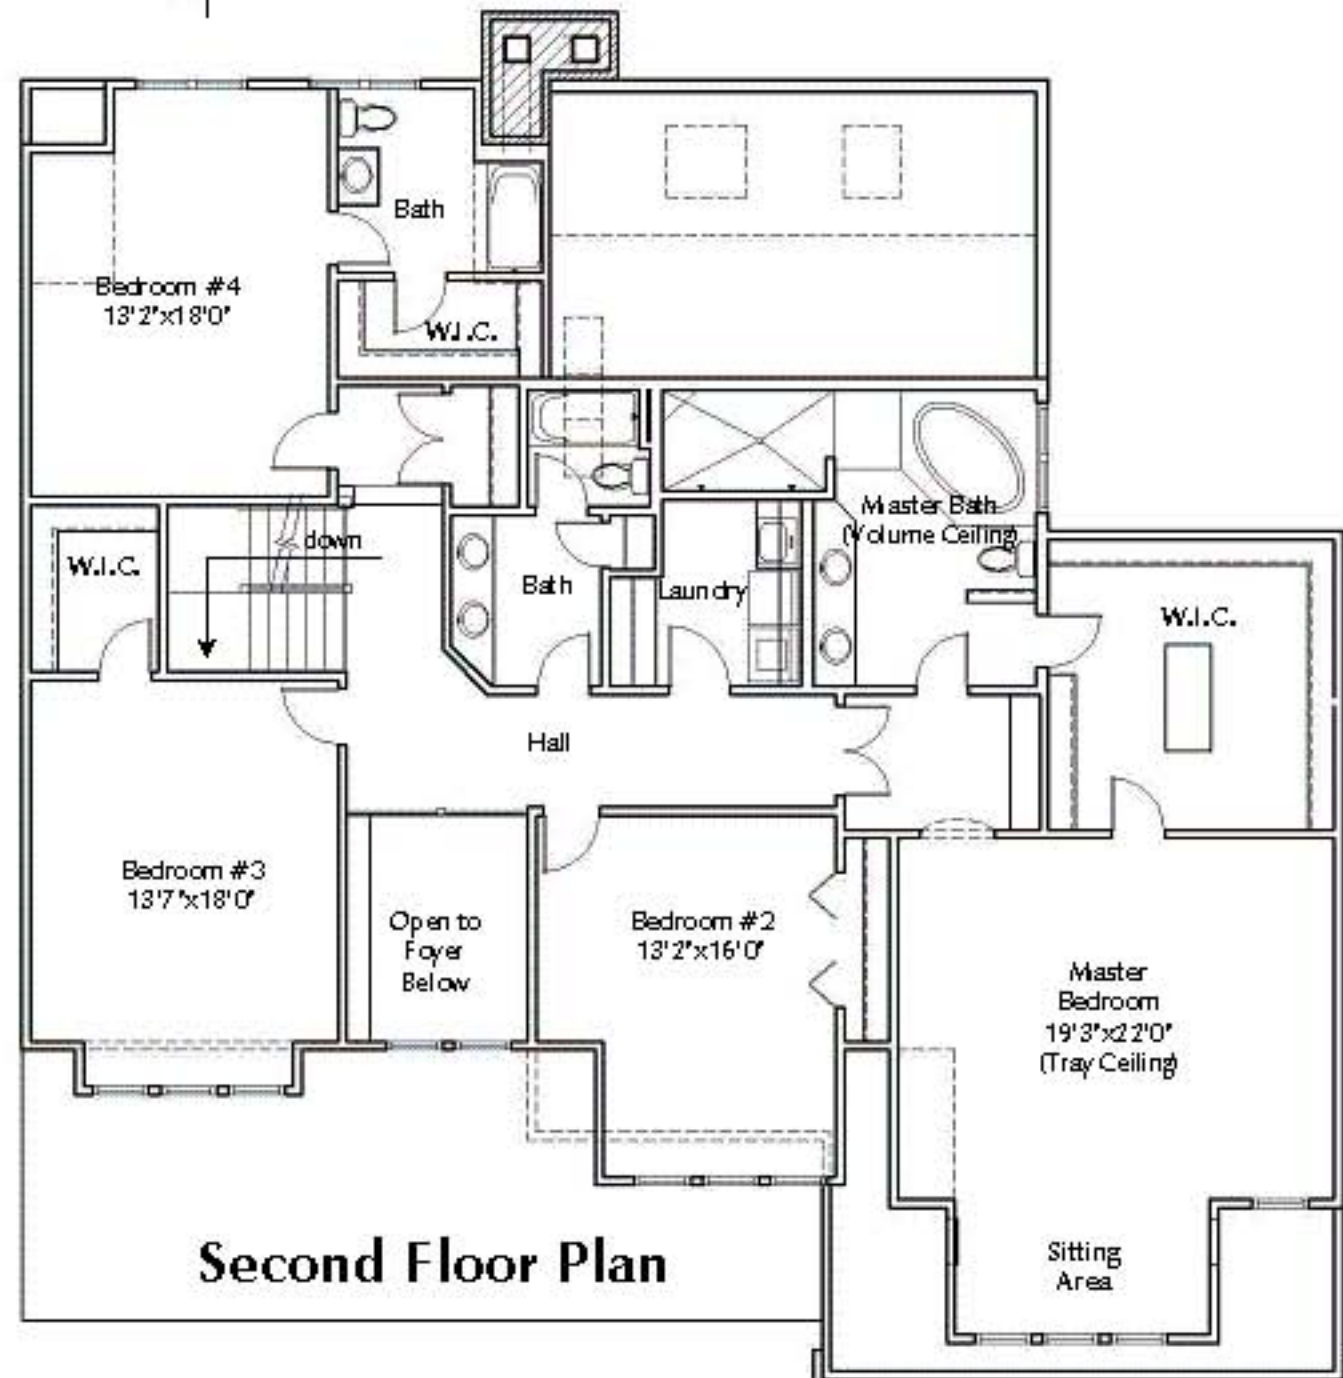 Bath
Bedroom #4
13'2"x18'0"
W.I.C.
Master Bath
(Volume Ceiling)
down
W.I.C.
Bath
Laundry
W.I.C.
Hall
Bedroom #3
13'7"x18'0"
Open to
Foyer
Below
Bedroom #2
13'2"x16'0"
Master
Bedroom
19'3"x22'0"
(Tray Ceiling)
Second Floor Plan
Sitting
Area